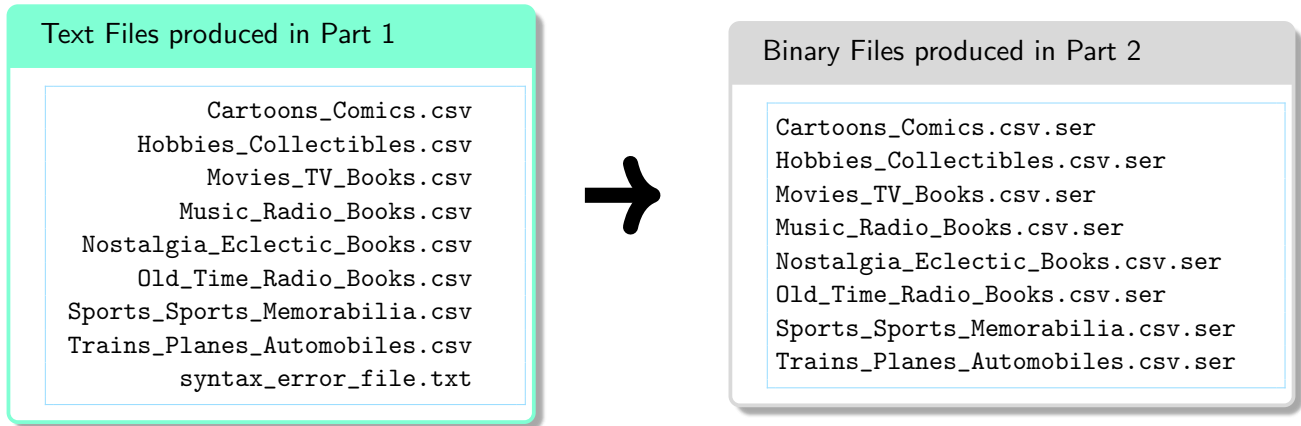 Text Files produced in Part 1
Cartoons_Comics.csv
Hobbies_Collectibles.csv
Movies_TV_Books.csv
Music_Radio_Books.csv
Nostalgia_Eclectic_Books.csv
Old_Time_Radio_Books.csv
Sports_Sports_Memorabilia.csv
Trains_Planes_Automobiles.csv
syntax_error_file.txt
Binary Files produced in Part 2
Cartoons_Comics.csv.ser
Hobbies_Collectibles.csv.ser
Movies_TV_Books.csv.ser
Music_Radio_Books.csv.ser
Nostalgia_Eclectic_Books.csv.ser
Old_Time_Radio_Books.csv.ser
Sports_Sports_Memorabilia.csv.ser
Trains_Planes_Automobiles.csv.ser